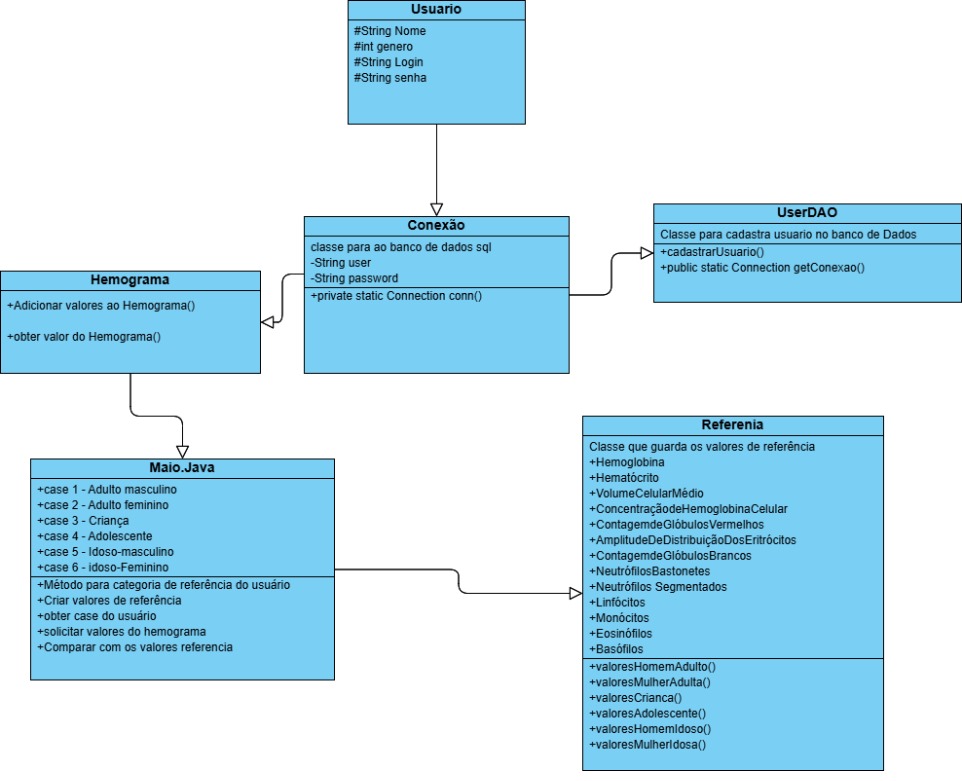 Usuario
#String Nome
#int genero
#String Login
#String senha
Conexão
classe para ao banco de dados sql
-String user
-String password
+private static Connection conn()
UserDAO
Classe para cadastra usuario no banco de Dados
+cadastrarUsuario()
+public static Connection getConexao()
Hemograma
+Adicionar valores ao Hemograma()
+obter valor do Hemograma()
Maio.Java
+case 1 - Adulto masculino
+case 2 - Adulto feminino
+case 3 - Criança
+case 4 - Adolescente
+case 5 - Idoso-masculino
+case 6 - idoso-Feminino
+Método para categoria de referência do usuário
+Criar valores de referência
+obter case do usuário
+solicitar valores do hemograma
+Comparar com os valores referencia
Referenia
Classe que guarda os valores de referência
+Hemoglobina
+Hematócrito
+VolumeCelularMédio
+ConcentraçãodeHemoglobinaCelular
+ContagemdeGlóbulosVermelhos
+AmplitudeDeDistribuiçãoDosEritrócitos
+ContagemdeGlóbulosBrancos
+NeutrófilosBastonetes
+Neutrófilos Segmentados
+Linfócitos
+Monócitos
+Eosinófilos
+Basófilos
+valoresHomemAdulto()
+valoresMulherAdulta()
+valoresCrianca()
+valoresAdolescente()
+valoresHomemIdoso()
+valoresMulherIdosa()